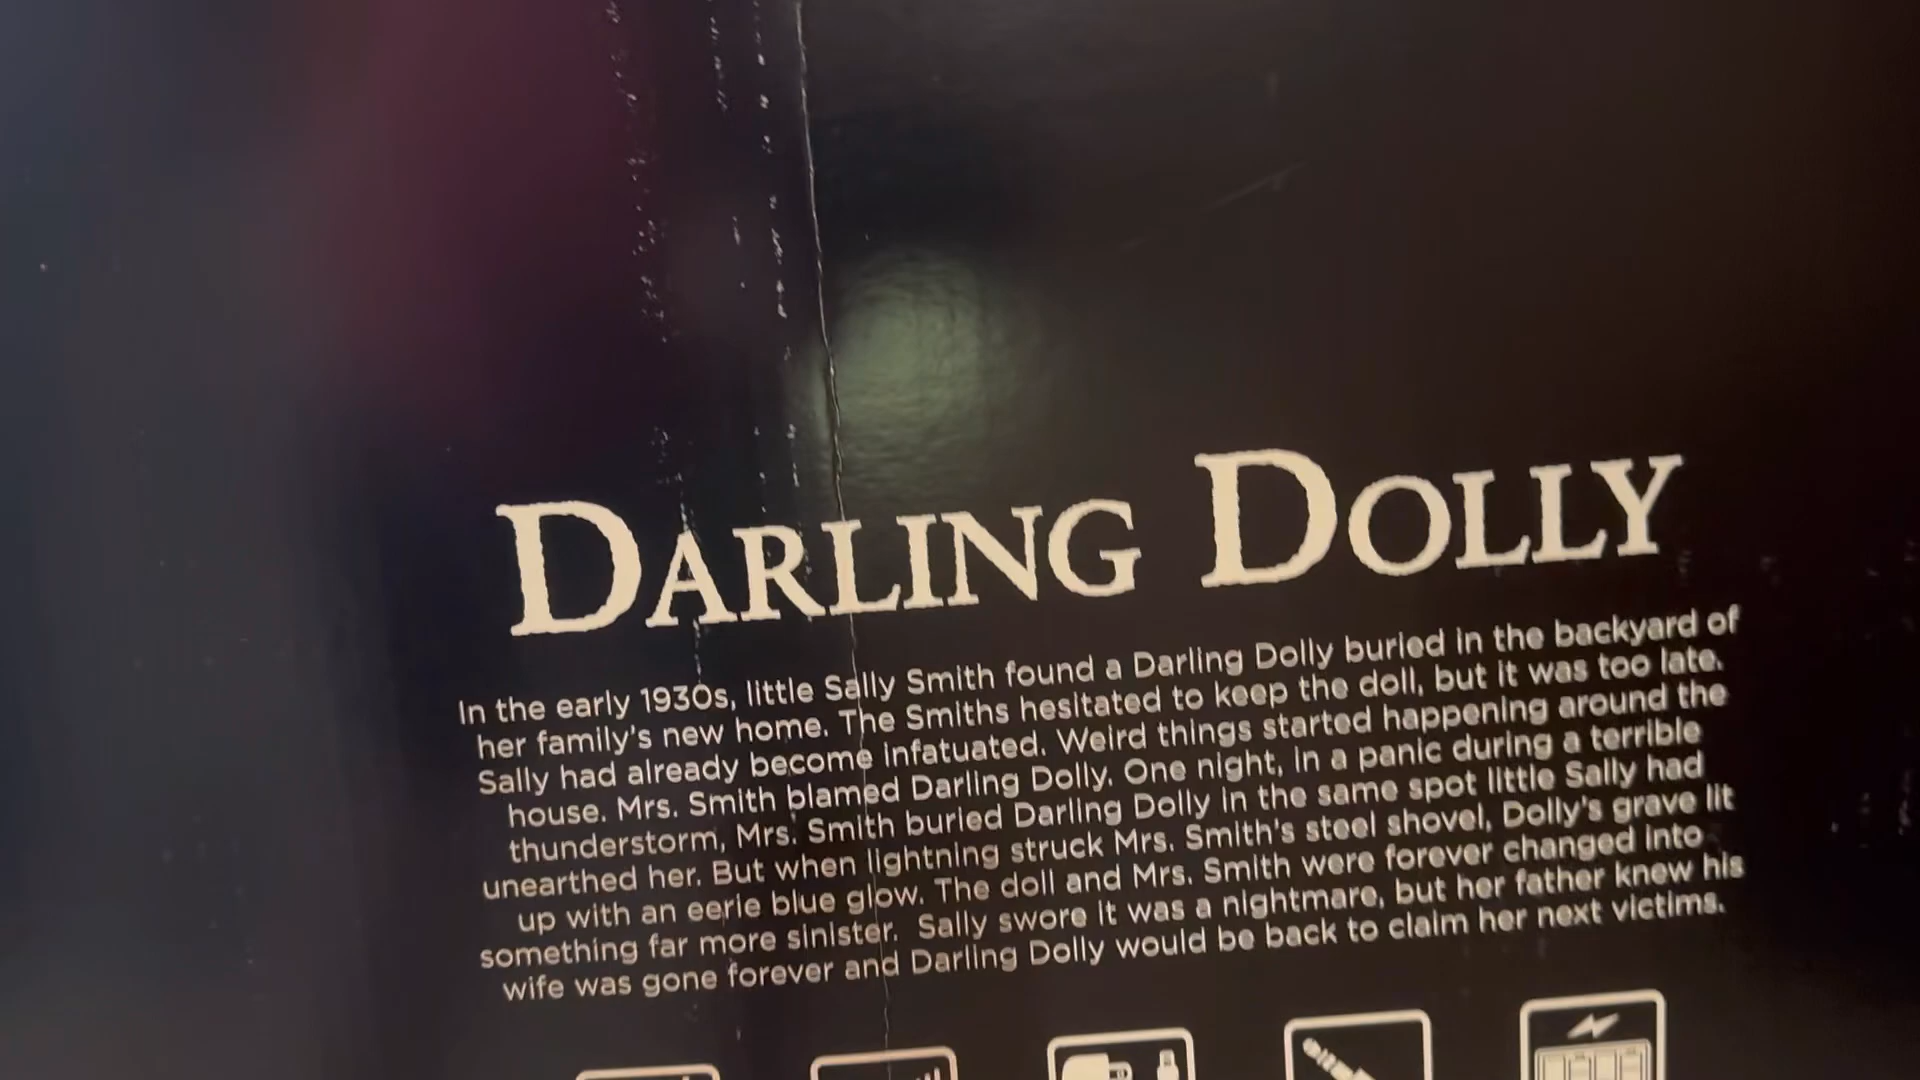 DARLING DOLLY
In the early 1930s, little Sally Smith found a Darling Dolly buried in the backyard of
her family's new home. The Smiths hesitated to keep the doll, but it was too late.
Sally had already become infatuated. Weird things started happening around the
house. Mrs. Smith blamed Darling Dolly. One night, in a panic during a terrible
thunderstorm, Mrs. Smith buried Darling Dolly in the same spot little Sally had
unearthed her. But when lightning struck Mrs. Smith's steel shovel, Dolly's grave lit
up with an eerie blue glow. The doll and Mrs. Smith were forever changed into
something far more sinister. Sally swore it was a nightmare, but her father knew his
wife was gone forever and Darling Dolly would be back to claim her next victims.